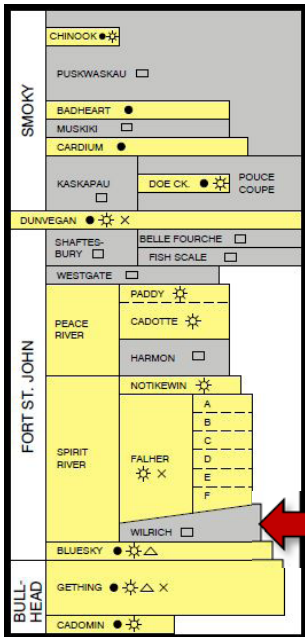 SMOKY
CHINOOK
PUSKWASKAU
BADHEART
MUSKIKI
CARDIUM
KASKAPAU
DOE CK.
POUCE
COUPE
DUNVEGAN
FORT ST. JOHN
SHAFTES-
BURY
BELLE FOURCHE
FISH SCALE
WESTGATE
PEACE
RIVER
PADDY
CADOTTE
HARMON
SPIRIT
RIVER
NOTIKEWIN
FALHER
A
B
C
D
E
F
WILRICH
BLUESKY
BULL-
HEAD
GETHING
CADOMIN